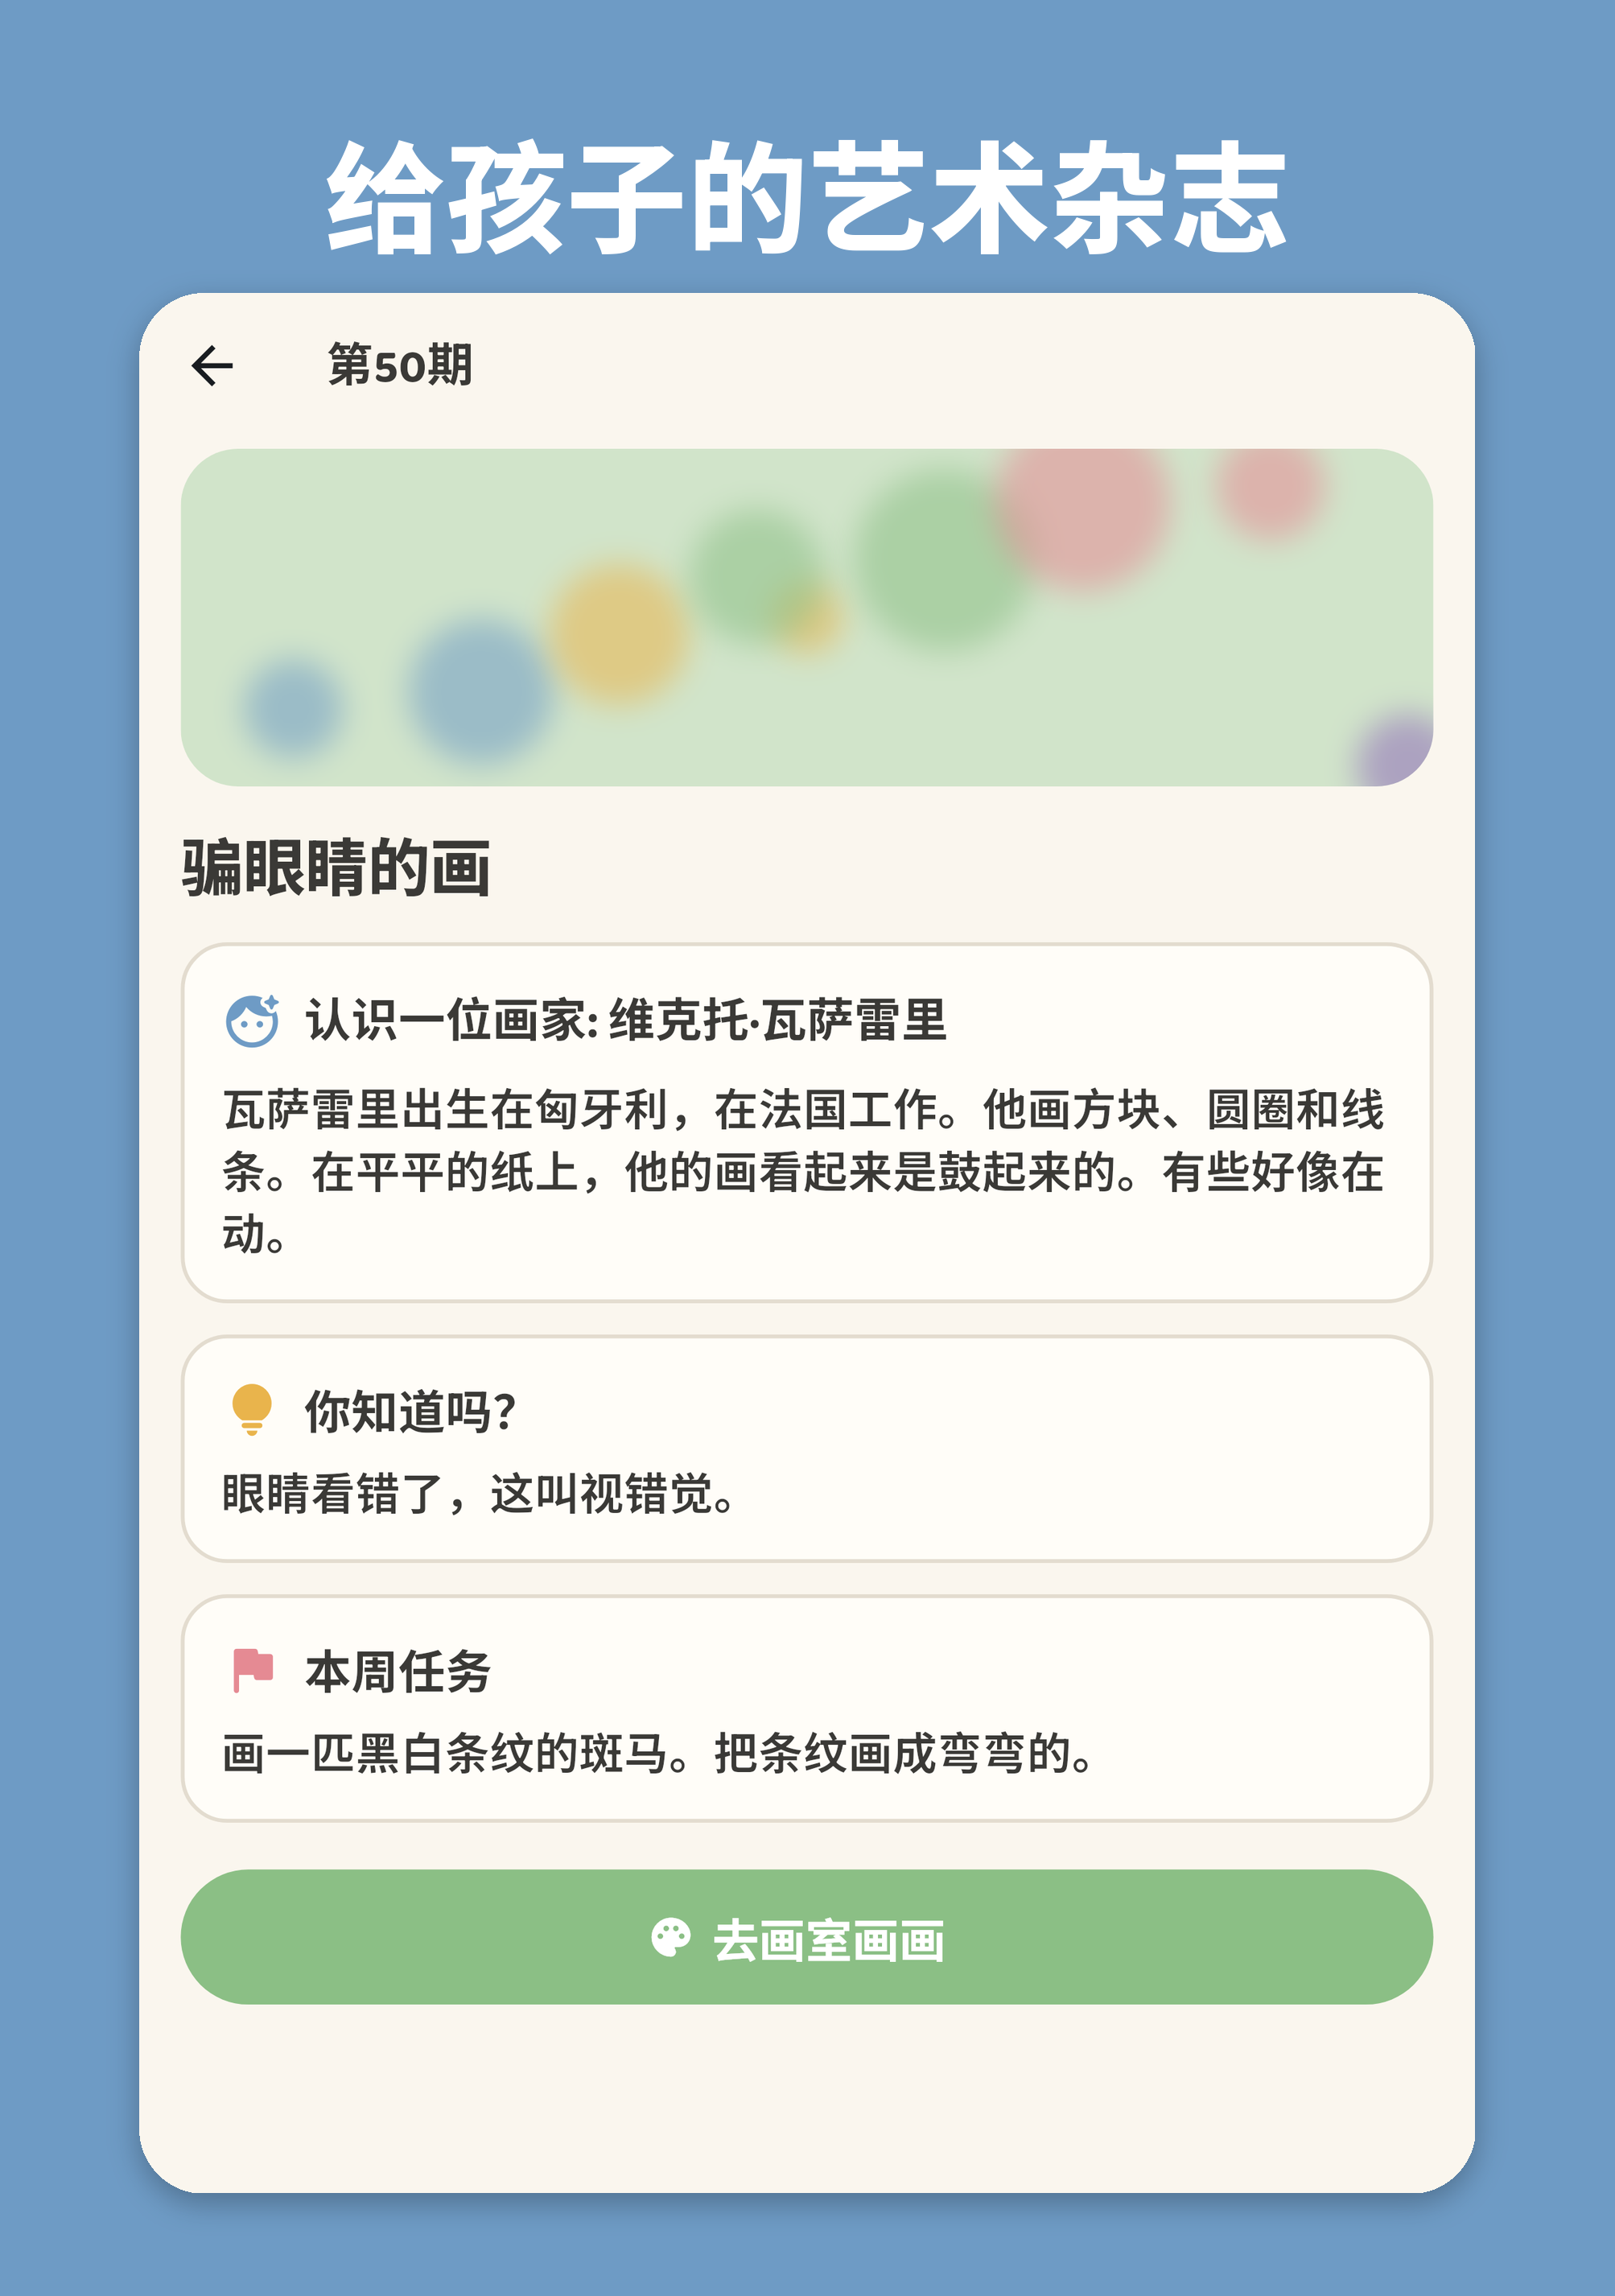 给孩子的艺术杂志
第50期
骗眼睛的画
认识一位画家: 维克托·瓦萨雷里
瓦萨雷里出生在匈牙利，在法国工作。他画方块、圆圈和线
条。在平平的纸上，他的画看起来是鼓起来的。有些好像在
动。
你知道吗?
眼睛看错了，这叫视错觉。
本周任务
画一匹黑白条纹的斑马。把条纹画成弯弯的。
去画室画画